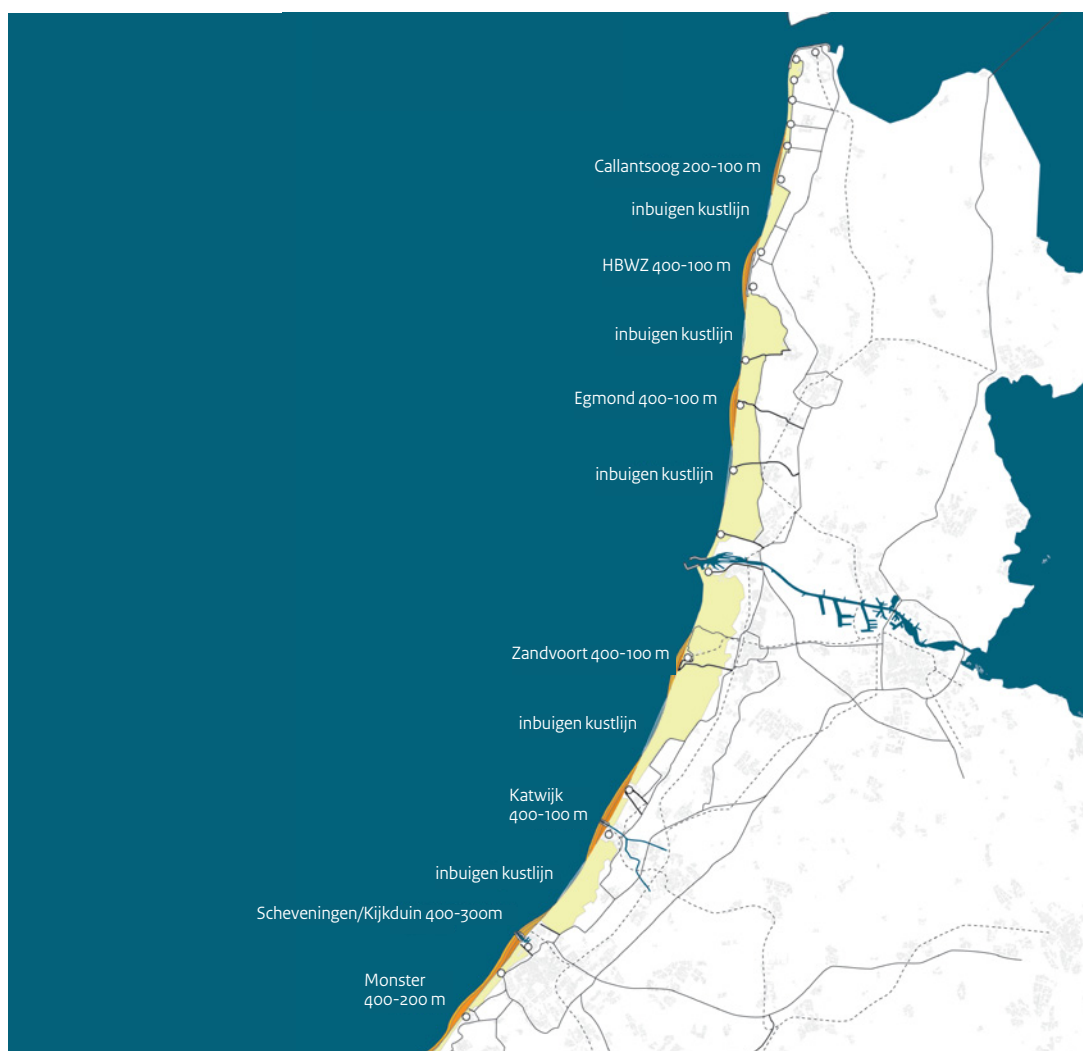 Callantsoog 200-100 m
inbuigen kustlijn
HBWZ 400-100 m
inbuigen kustlijn
Egmond 400-100 m
inbuigen kustlijn
Zandvoort 400-100 m
inbuigen kustlijn
Katwijk
400-100 m
inbuigen kustlijn
Scheveningen/Kijkduin 400-300m
Monster
400-200 m